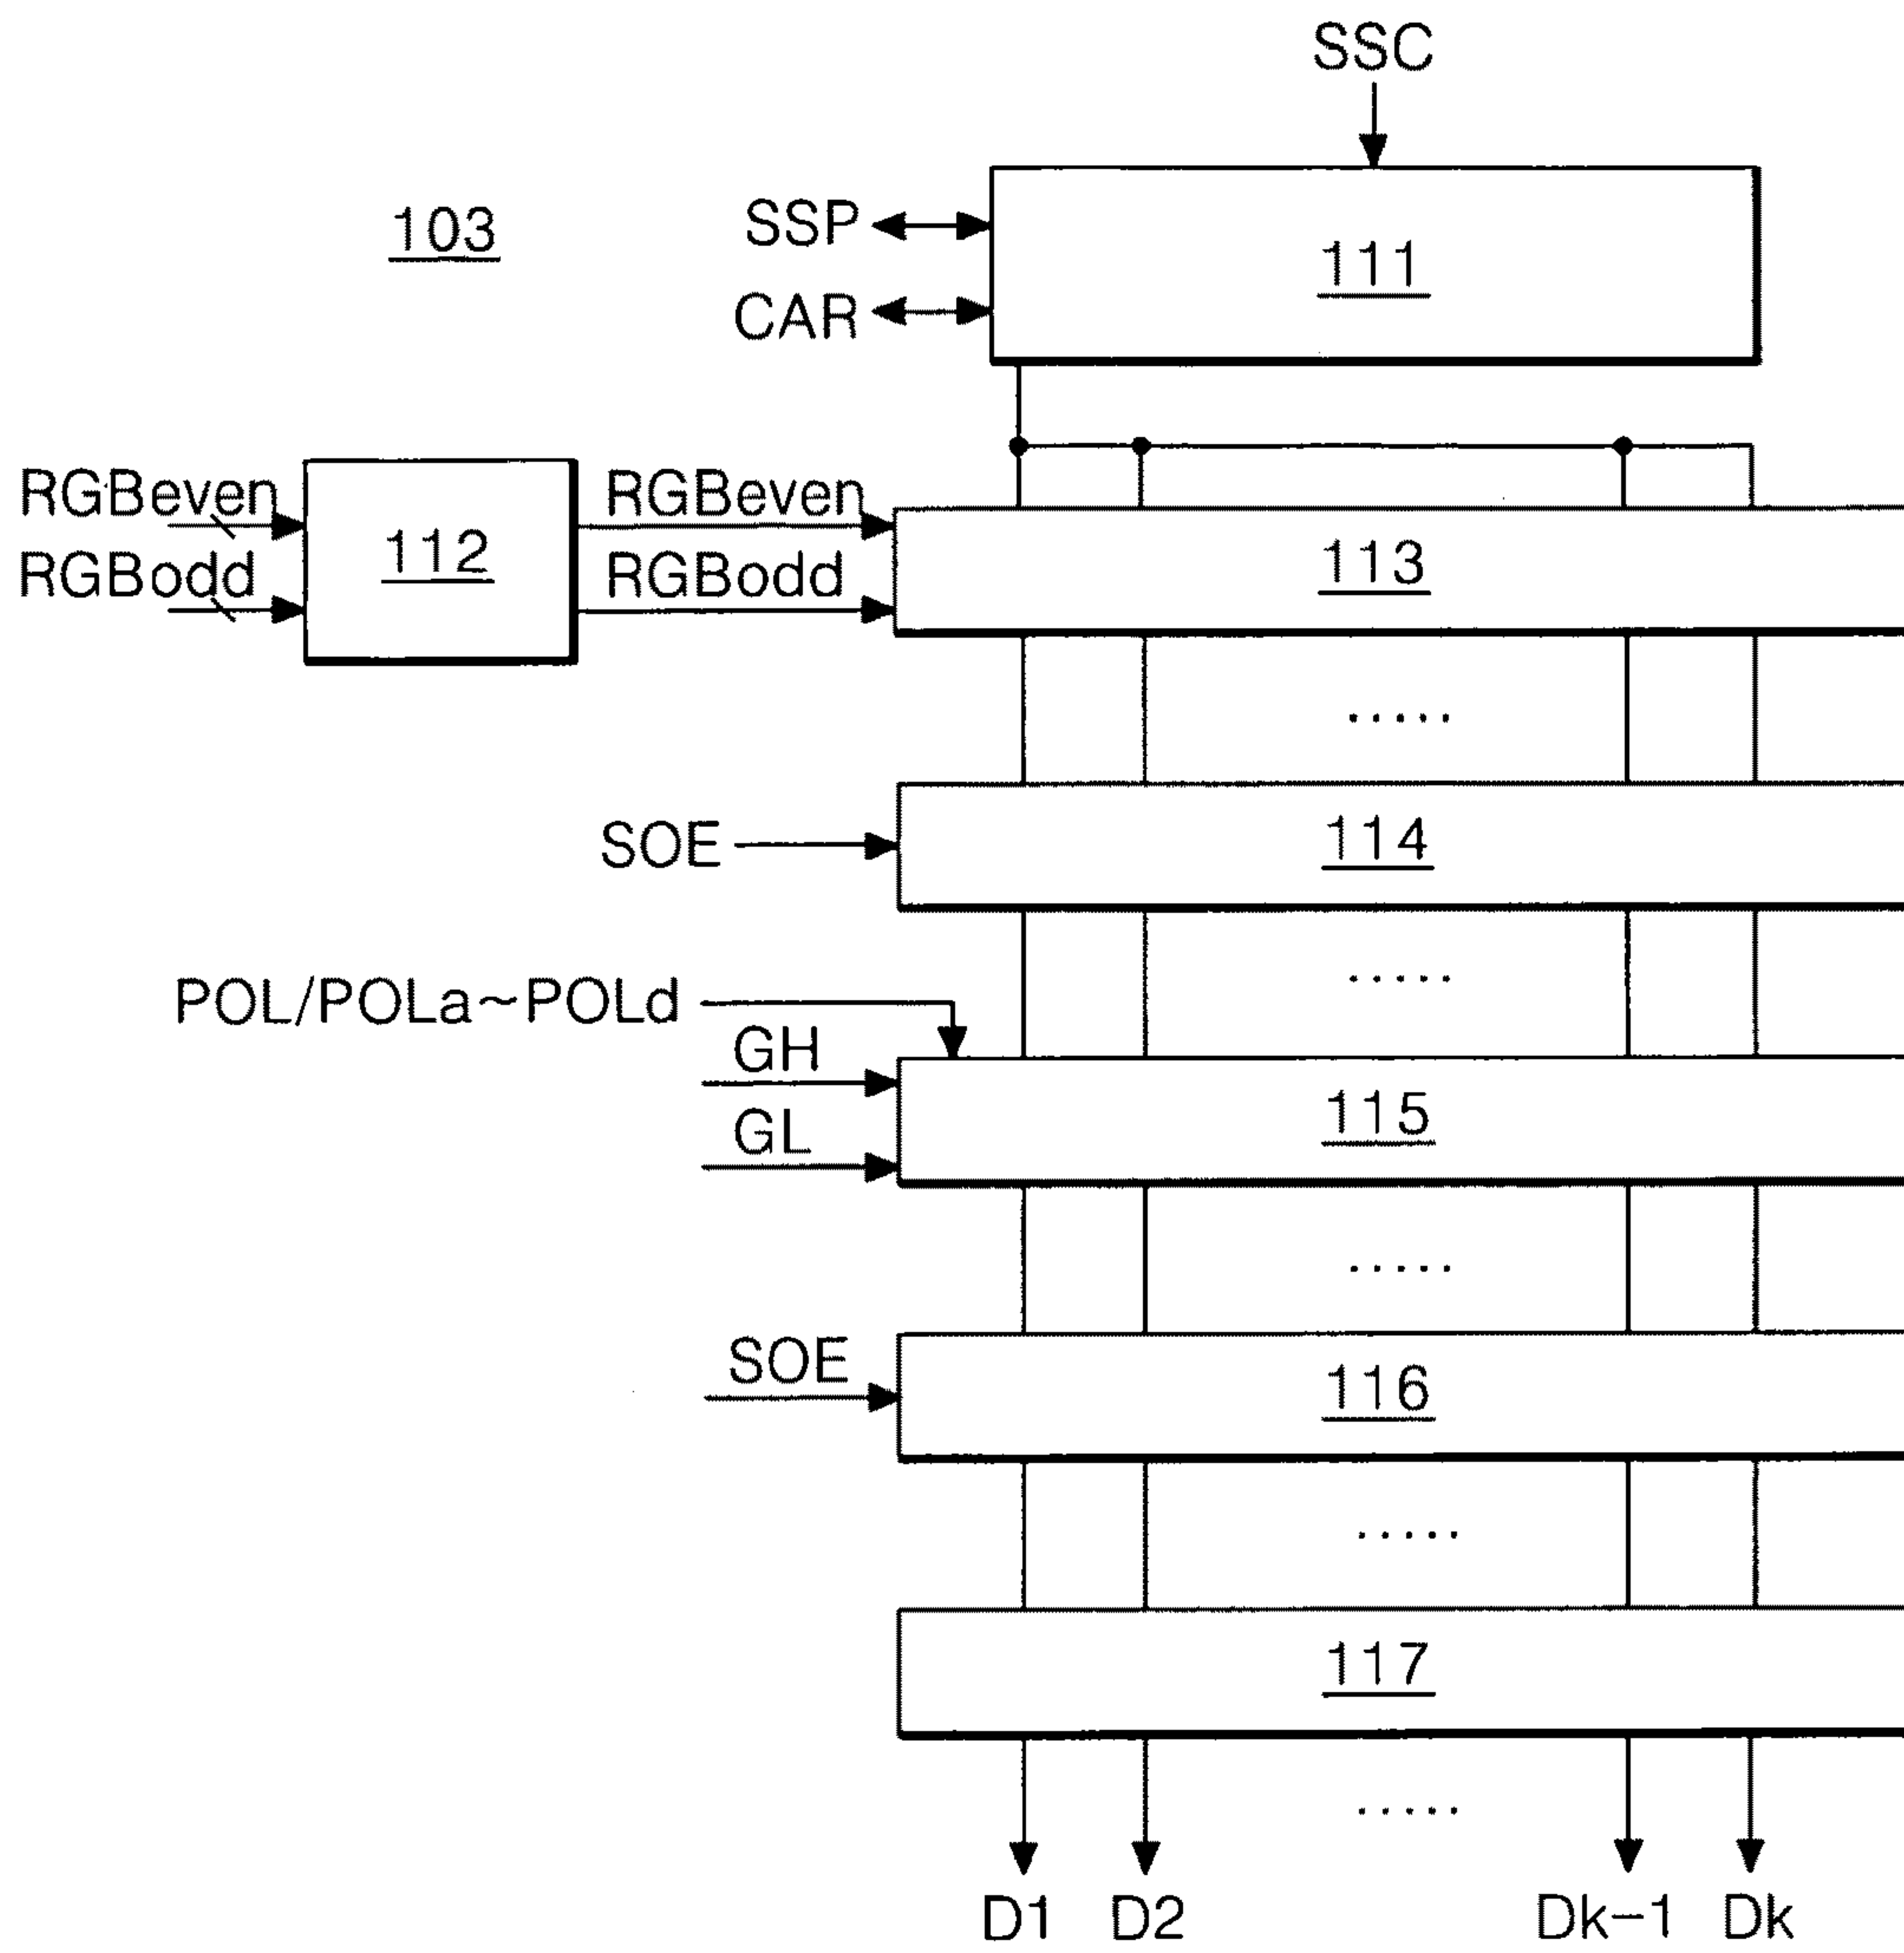 SSC
103
SSP
111
CAR
RGBeven
RGBeven
112
113
RGBodd
RGBodd
.....
SOE
114
.....
POL/POLa~POLd
GH
115
GL
.....
SOE
116
.....
117
.....
D1 D2 Dk-1 Dk